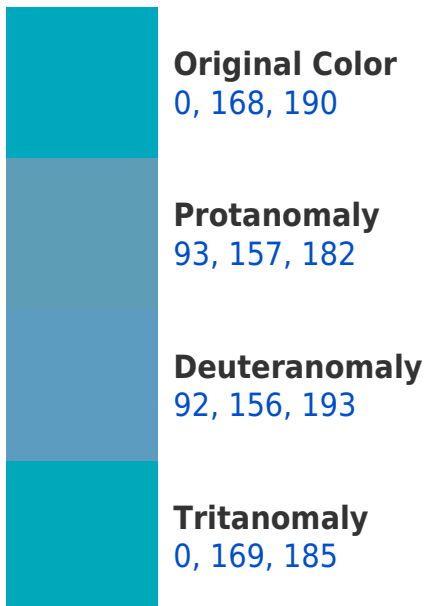 Original Color
0, 168, 190
Protanomaly
93, 157, 182
Deuteranomaly
92, 156, 193
Tritanomaly
0, 169, 185